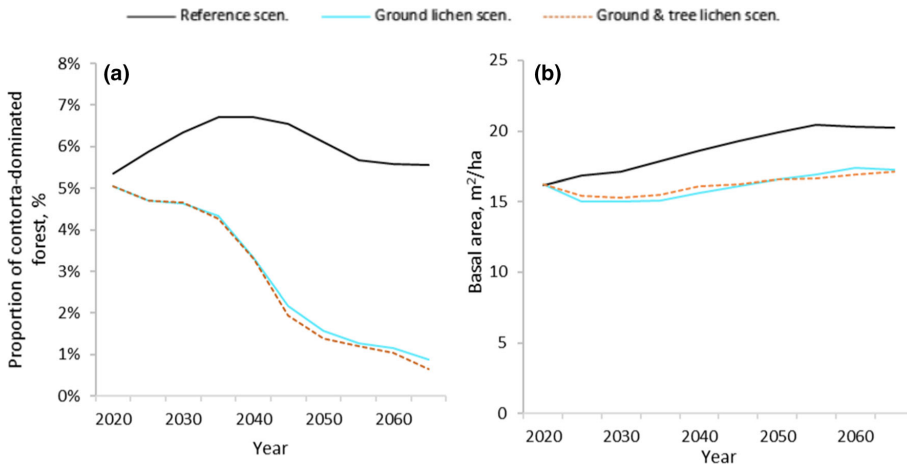 Reference scen. Ground lichen scen. Ground & tree lichen scen.
(a)
8%
7%
6%
5%
4%
3%
2%
1%
0%
Proportion of contorta-dominated
forest, %
2020 2030 2040 2050 2060
Year
(b)
25
20
15
10
5
0
Basal area, m²/ha
2020 2030 2040 2050 2060
Year